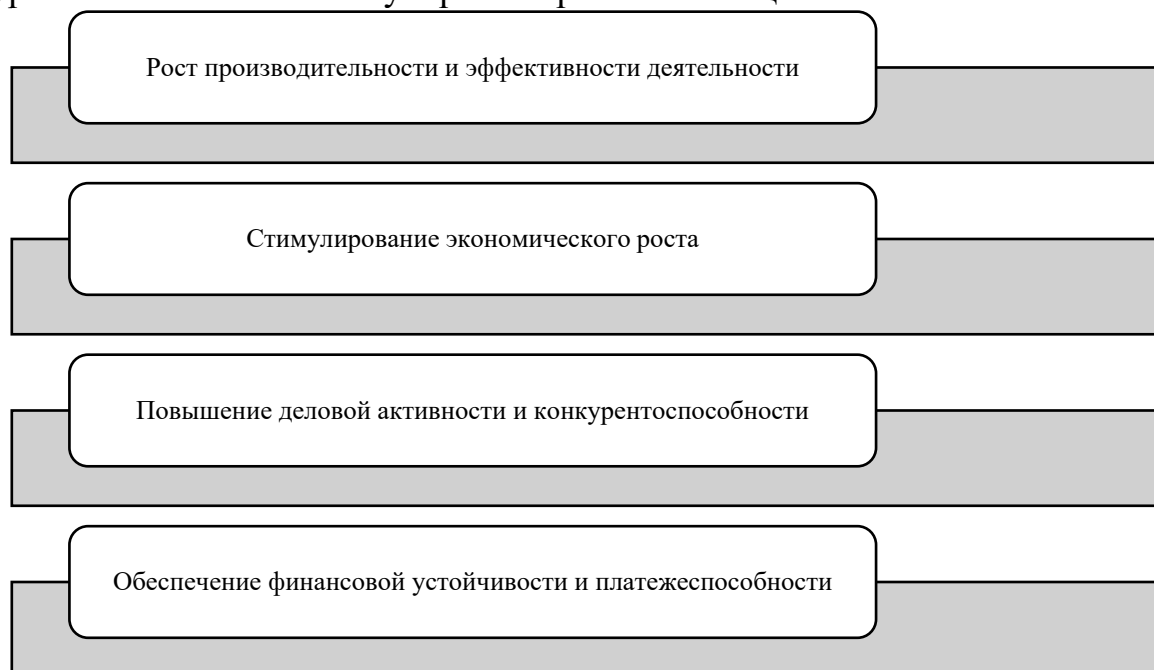 Рост производительности и эффективности деятельности
Стимулирование экономического роста
Повышение деловой активности и конкурентоспособности
Обеспечение финансовой устойчивости и платежеспособности